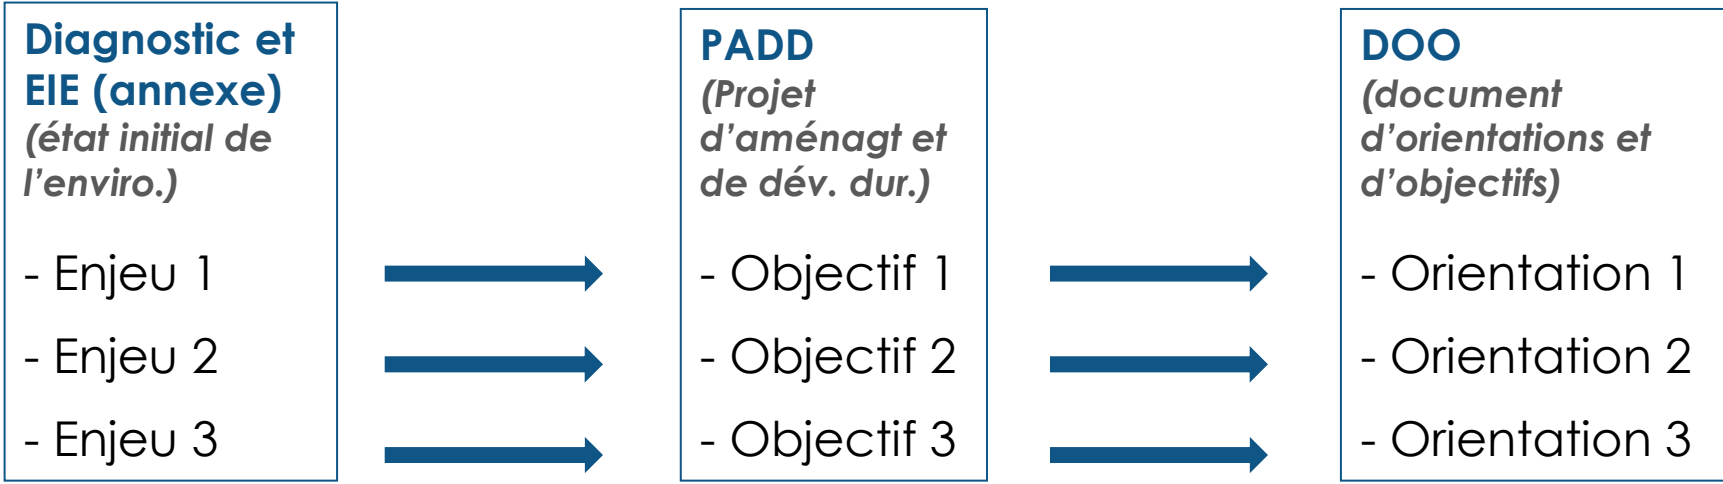 Diagnostic et
EIE (annexe)
(état initial de
l’enviro.)
- Enjeu 1
- Enjeu 2
- Enjeu 3
PADD
(Projet
d’aménagt et
de dév. dur.)
- Objectif 1
- Objectif 2
- Objectif 3
DOO
(document
d’orientations et
d’objectifs)
- Orientation 1
- Orientation 2
- Orientation 3